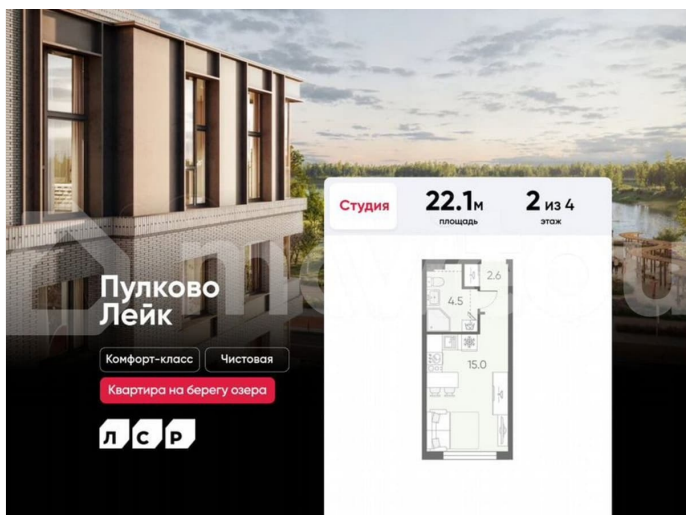 Студия
22.1м
площадь
2 из 4
этаж
2.6
4.5
15.0
Пулково
Лейк
Комфорт-класс
Чистовая
Квартира на берегу озера
ЛСР